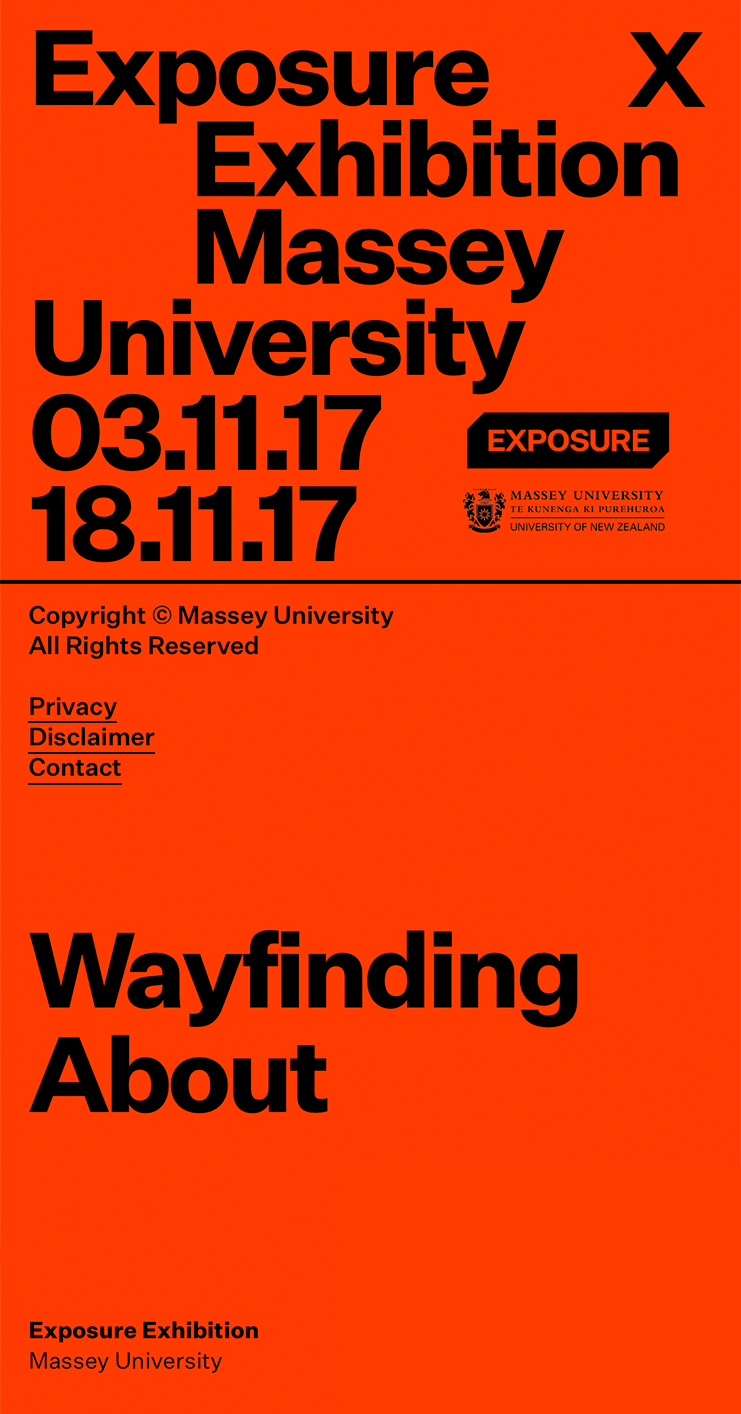 Exposure X
Exhibition
Massey
University
03.11.17
18.11.17
EXPOSURE
MASSEY UNIVERSITY
TE KUNENGA KI PUREHUROA
UNIVERSITY OF NEW ZEALAND
Copyright © Massey University
All Rights Reserved
Privacy
Disclaimer
Contact
Wayfinding
About
Exposure Exhibition
Massey University